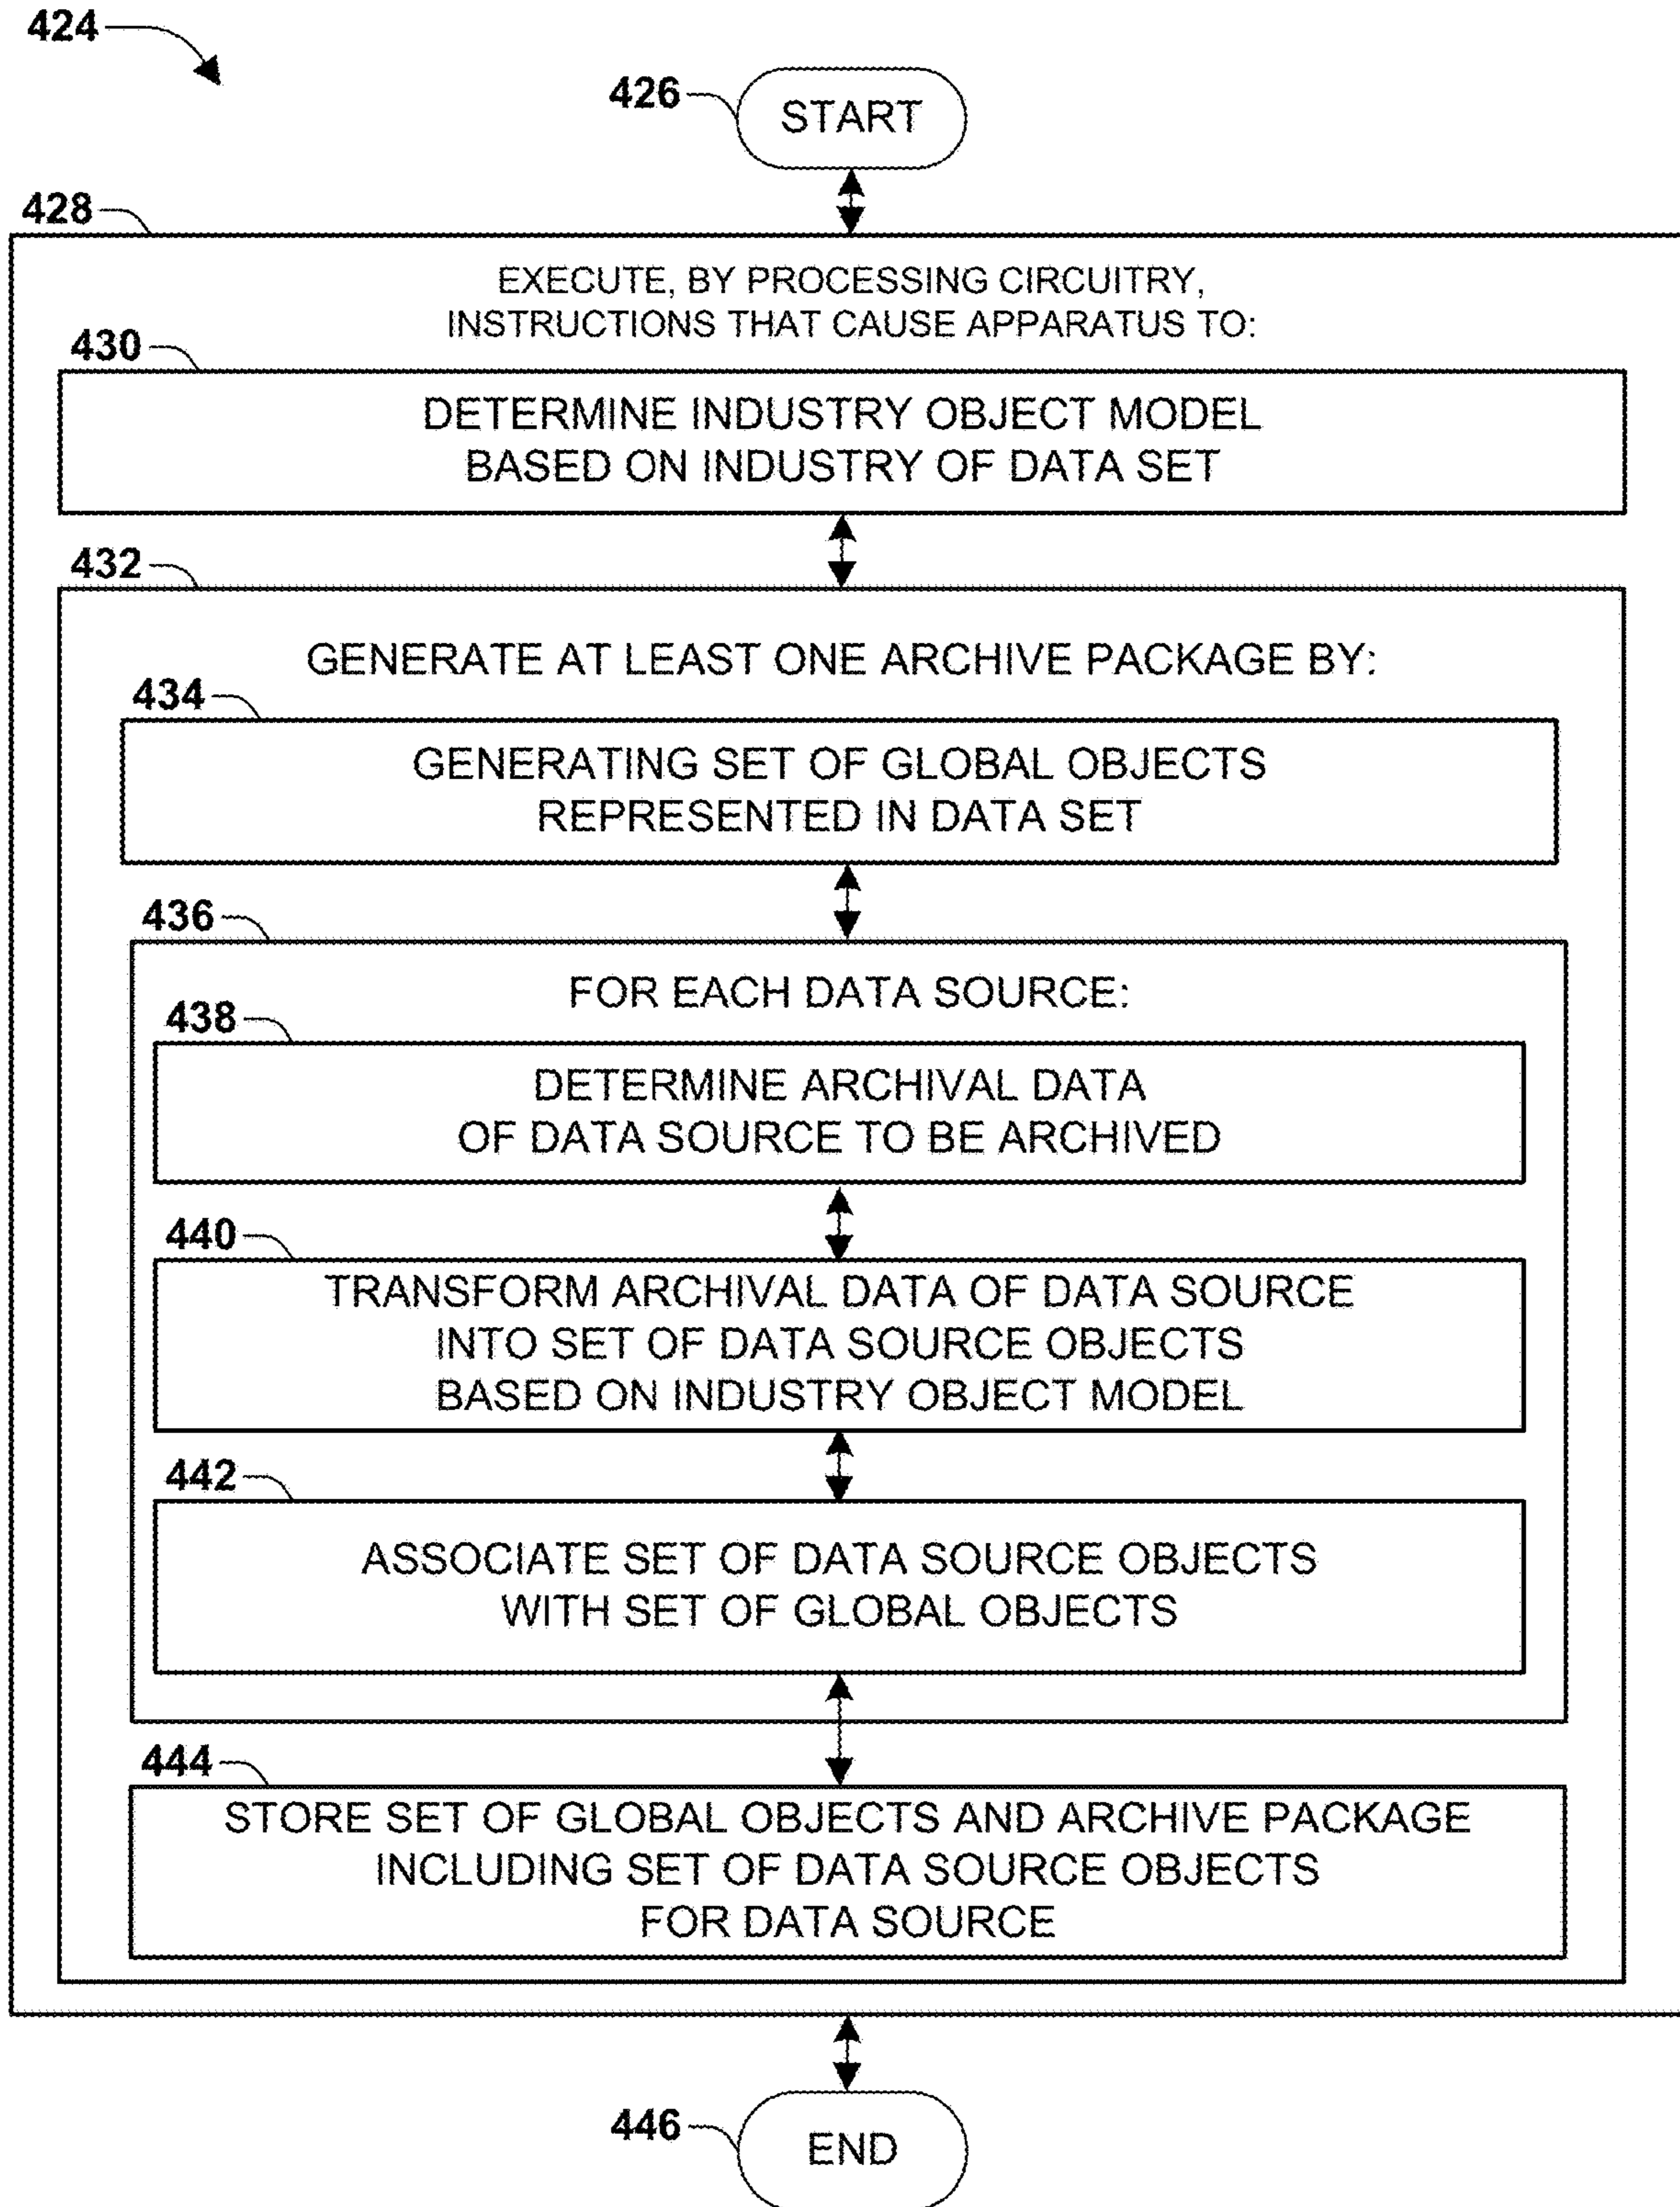 424
426
START
428
EXECUTE, BY PROCESSING CIRCUITRY,
INSTRUCTIONS THAT CAUSE APPARATUS TO:
430
DETERMINE INDUSTRY OBJECT MODEL
BASED ON INDUSTRY OF DATA SET
432
GENERATE AT LEAST ONE ARCHIVE PACKAGE BY:
434
GENERATING SET OF GLOBAL OBJECTS
REPRESENTED IN DATA SET
436
FOR EACH DATA SOURCE:
438
DETERMINE ARCHIVAL DATA
OF DATA SOURCE TO BE ARCHIVED
440
TRANSFORM ARCHIVAL DATA OF DATA SOURCE
INTO SET OF DATA SOURCE OBJECTS
BASED ON INDUSTRY OBJECT MODEL
442
ASSOCIATE SET OF DATA SOURCE OBJECTS
WITH SET OF GLOBAL OBJECTS
444
STORE SET OF GLOBAL OBJECTS AND ARCHIVE PACKAGE
INCLUDING SET OF DATA SOURCE OBJECTS
FOR DATA SOURCE
446
END